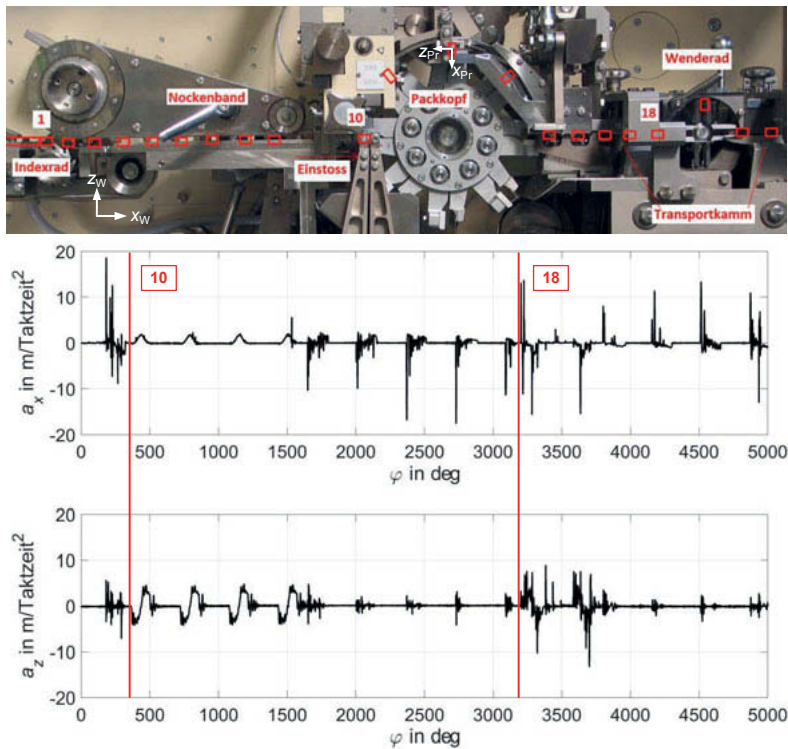 z_Pr
x_Pr
Wenderad
Nockenband
Packkopf
1
10
18
Indexrad
Einstoss
z_W
x_W
Transportkamm
20
10
0
-10
-20
a_x in m/Taktzeit²
10
18
0 500 1000 1500 2000 2500 3000 3500 4000 4500 5000
φ in deg
20
10
0
-10
-20
a_z in m/Taktzeit²
0 500 1000 1500 2000 2500 3000 3500 4000 4500 5000
φ in deg